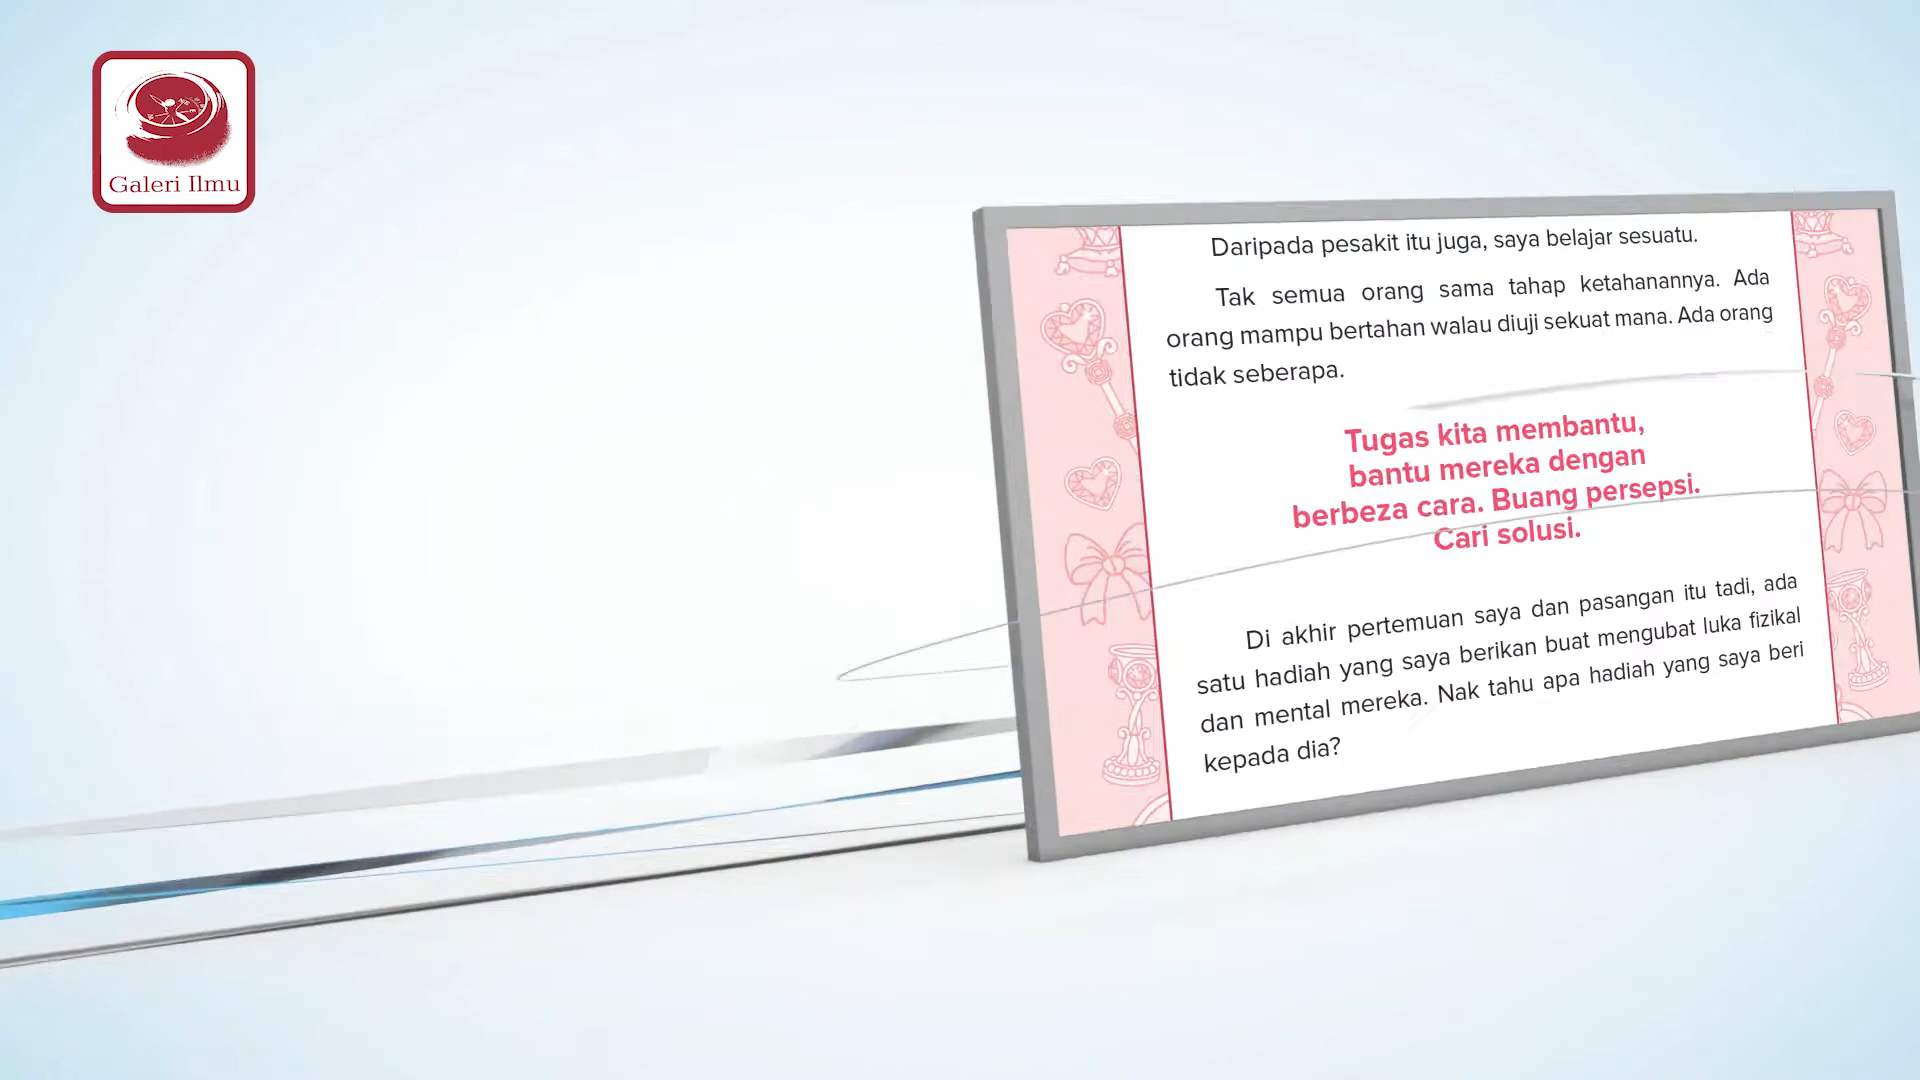 Galeri Ilmu
Daripada pesakit itu juga, saya belajar sesuatu.
Tak semua orang sama tahap ketahanannya. Ada
orang mampu bertahan walau diuji sekuat mana. Ada orang
tidak seberapa.
Tugas kita membantu,
bantu mereka dengan
berbeza cara. Buang persepsi.
Cari solusi.
Di akhir pertemuan saya dan pasangan itu tadi, ada
satu hadiah yang saya berikan buat mengubat luka fizikal
dan mental mereka. Nak tahu apa hadiah yang saya beri
kepada dia?